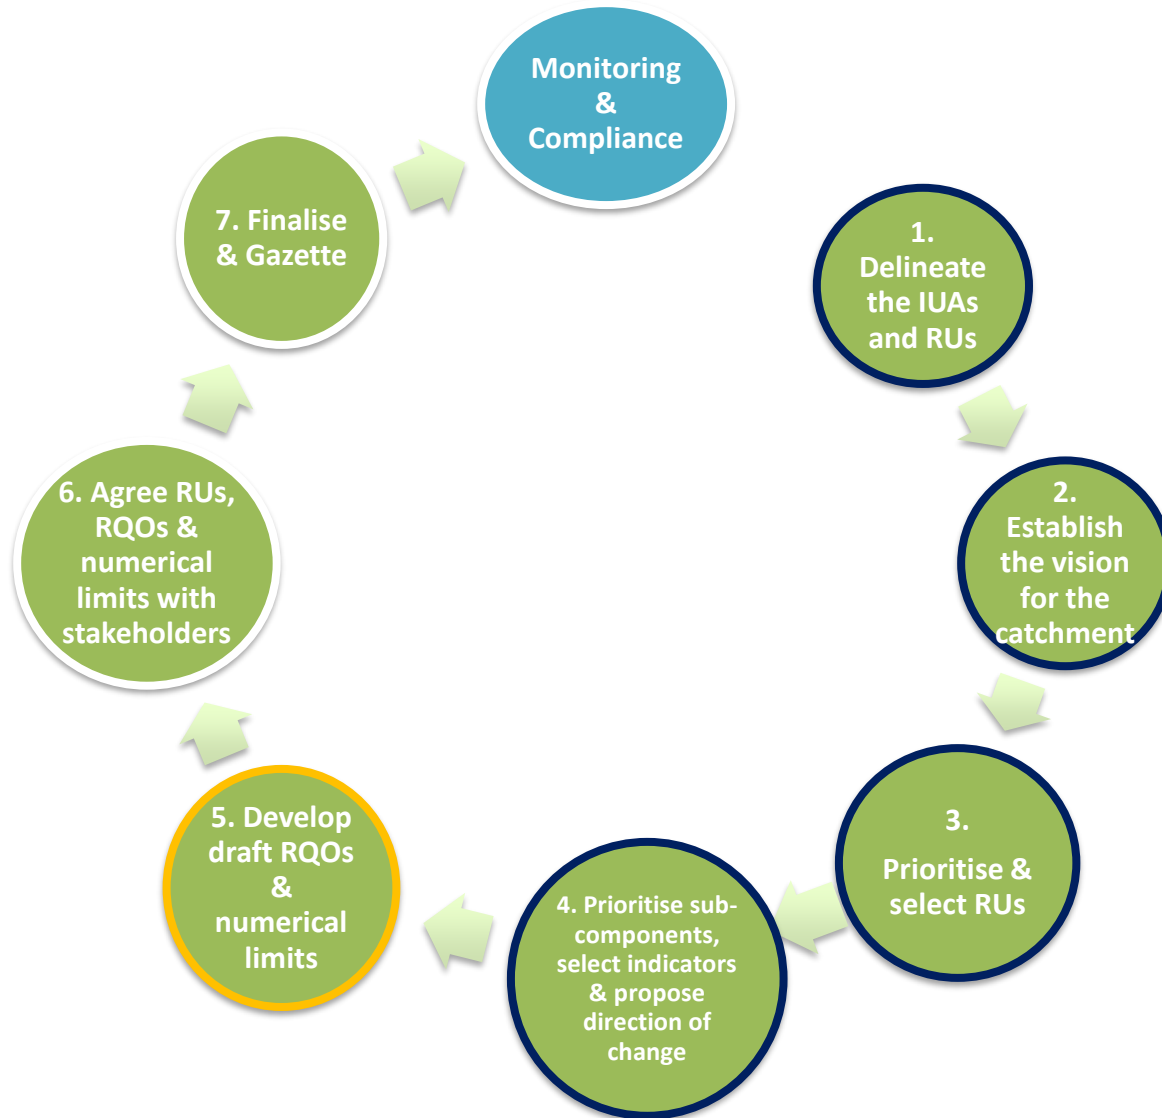 Monitoring
&
Compliance
1.
Delineate
the IUAs
and RUs
2.
Establish
the vision
for the
catchment
3.
Prioritise &
select RUs
4. Prioritise sub-
components,
select indicators
& propose
direction of
change
5. Develop
draft RQOs
&
numerical
limits
6. Agree RUs,
RQOs &
numerical
limits with
stakeholders
7. Finalise
& Gazette